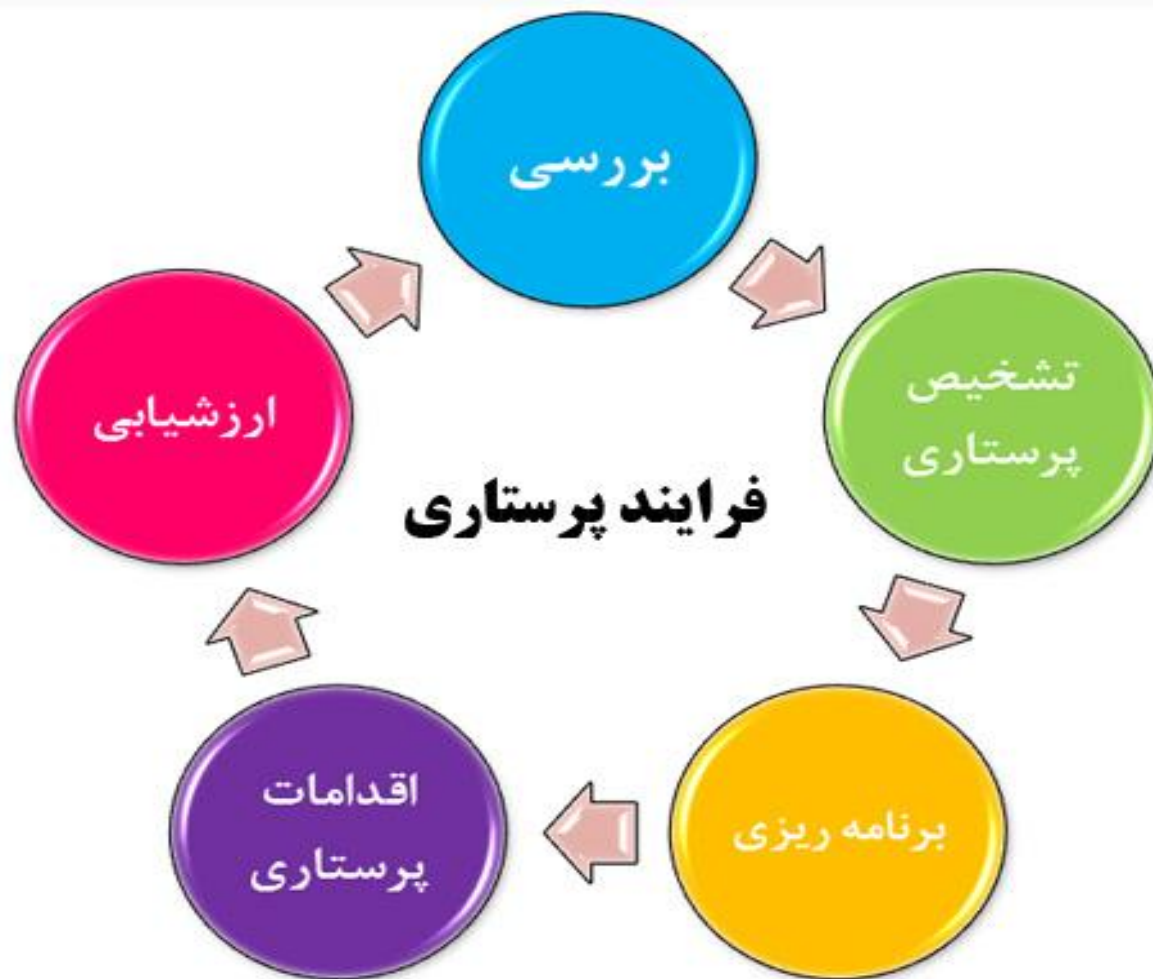 بررسی
تشخیص
پرستاری
برنامه ریزی
اقدامات
پرستاری
ارزشیابی
فرایند پرستاری